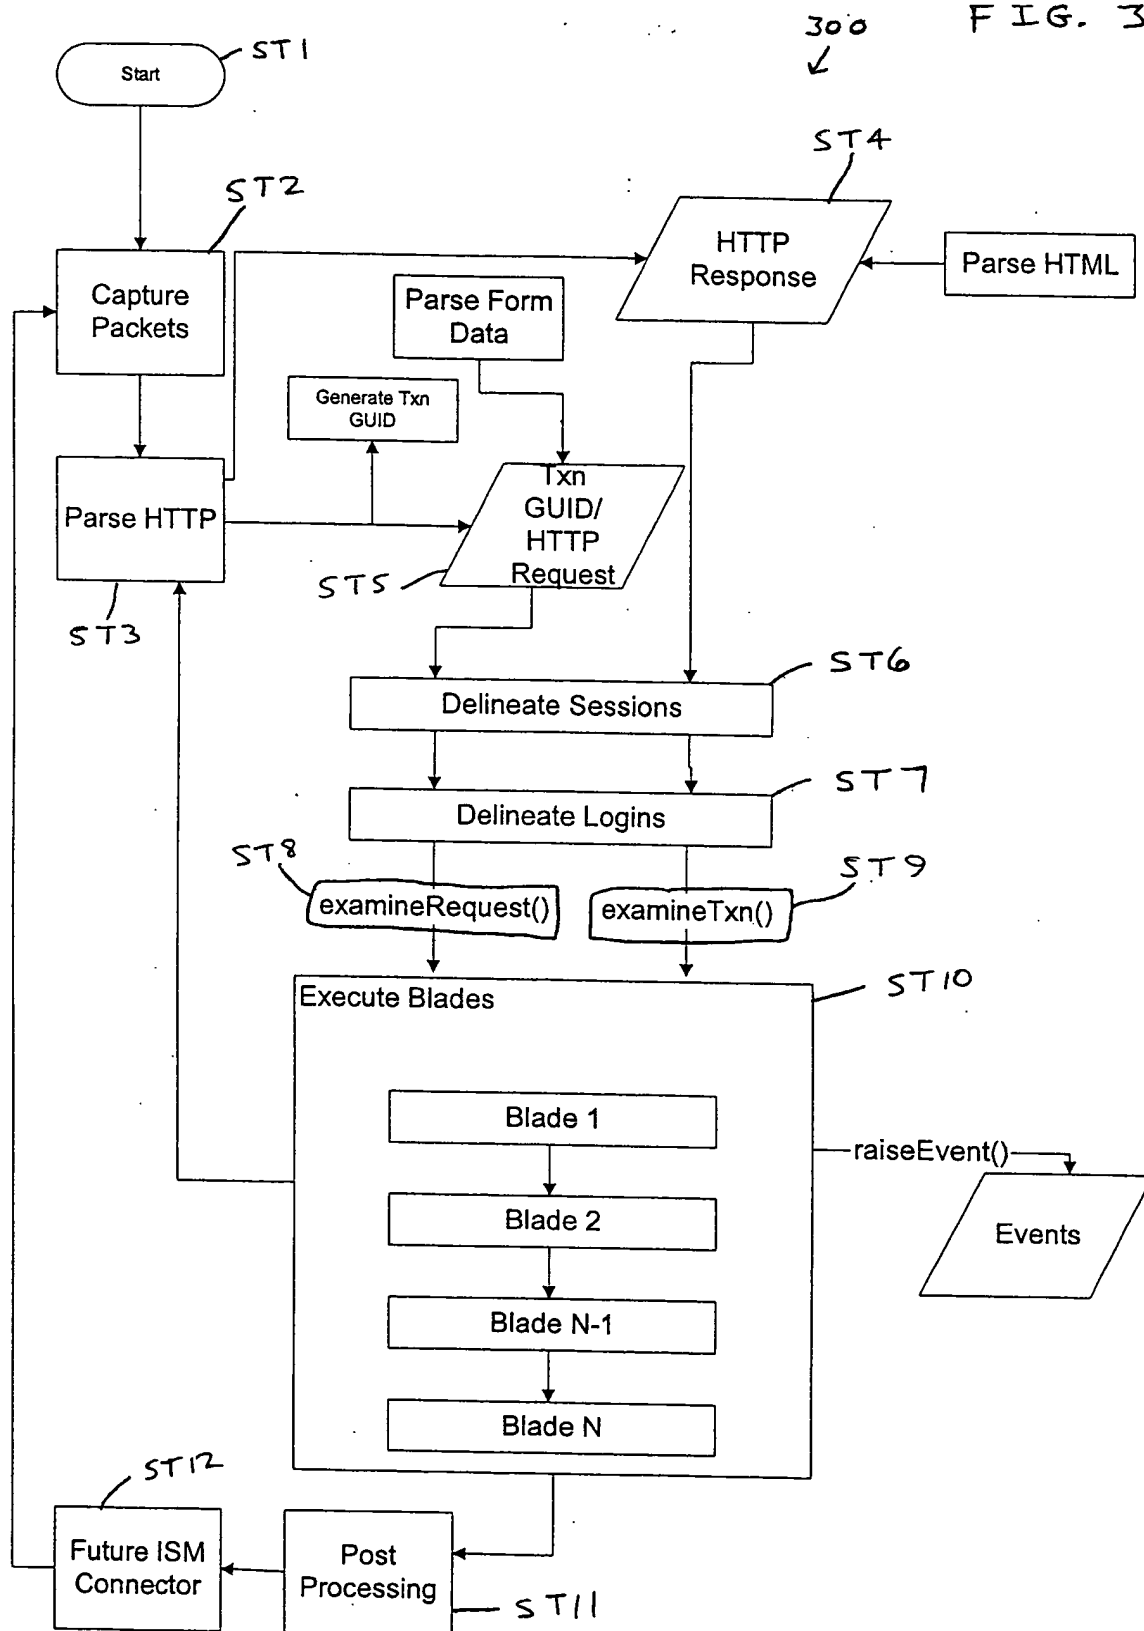 FIG. 3
300
ST1
Start
ST4
ST2
HTTP
Response
Parse HTML
Capture
Packets
Parse Form
Data
Generate Txn
GUID
Parse HTTP
Txn
GUID/
HTTP
Request
ST5
ST3
ST6
Delineate Sessions
ST7
Delineate Logins
ST8
ST9
examineRequest()
examineTxn()
ST10
Execute Blades
Blade 1
raiseEvent()
Blade 2
Events
Blade N-1
Blade N
ST12
Future ISM
Connector
Post
Processing
ST11